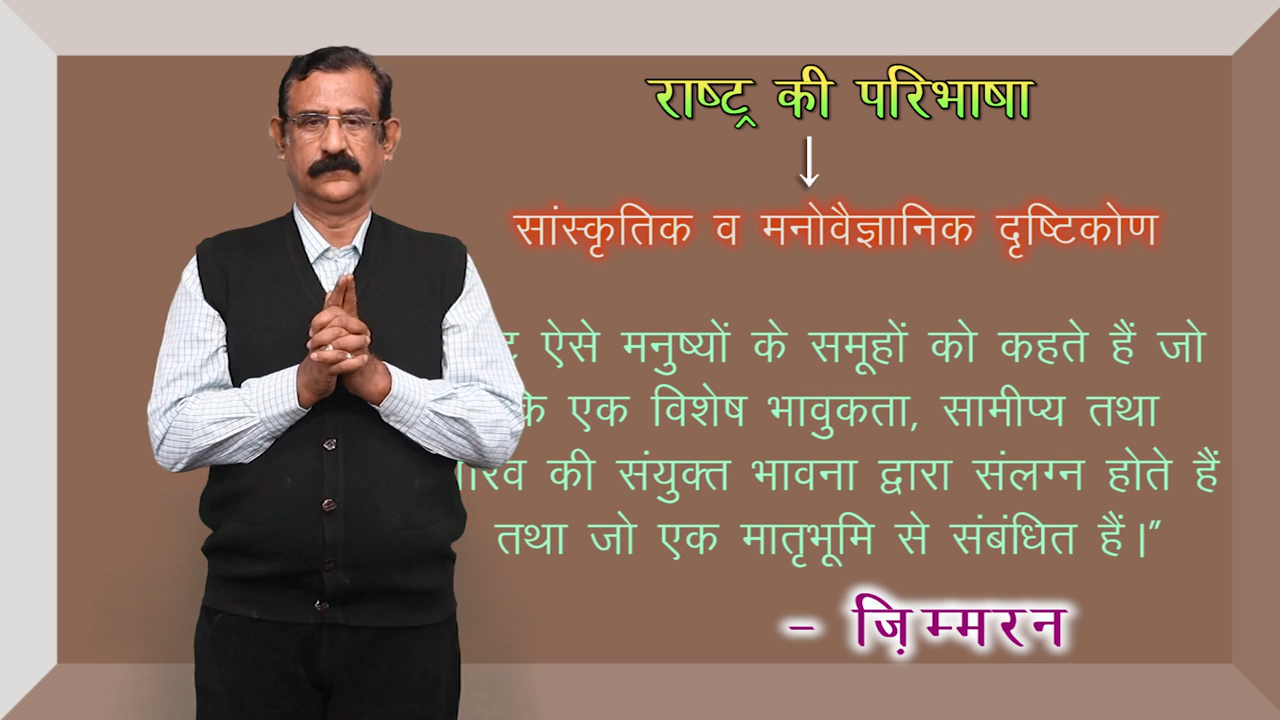 राष्ट्र की परिभाषा
सांस्कृतिक व मनोवैज्ञानिक दृष्टिकोण
ऐसे मनुष्यों के समूहों को कहते हैं जो
एक विशेष भावुकता, सामीप्य तथा
की संयुक्त भावना द्वारा संलग्न होते हैं
तथा जो एक मातृभूमि से संबंधित हैं।”
– ज़िम्मरन